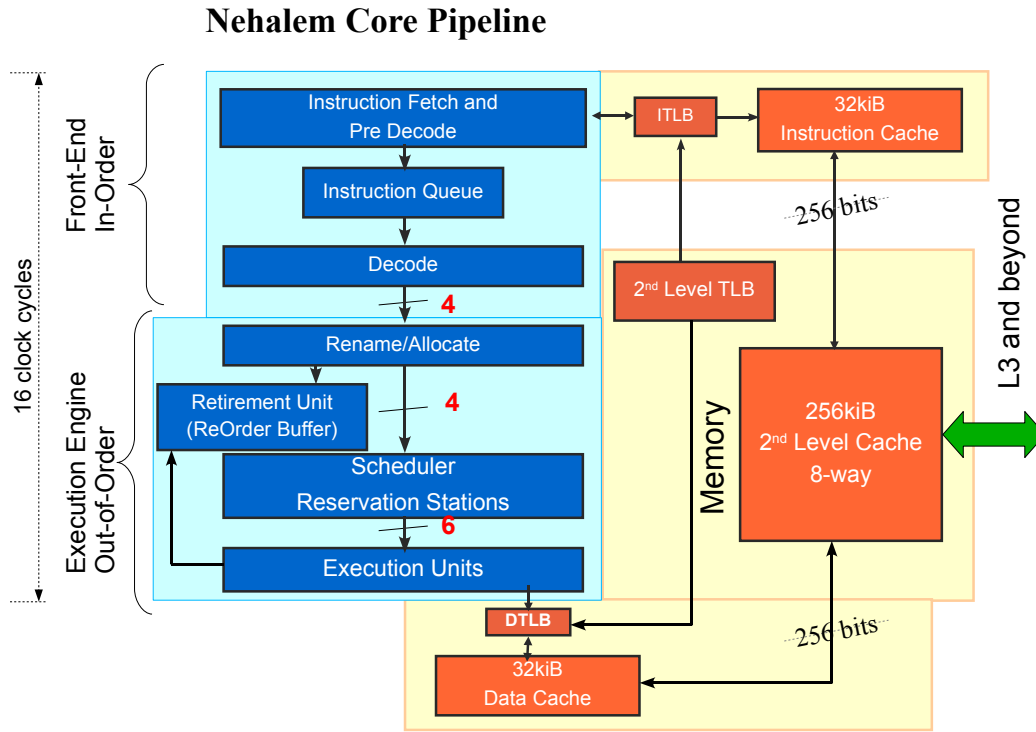 Nehalem Core Pipeline
16 clock cycles
Front-End
In-Order
Instruction Fetch and
Pre Decode
ITLB
32kiB
Instruction Cache
Instruction Queue
256 bits
Decode
2nd Level TLB
L3 and beyond
4
Execution Engine
Out-of-Order
Rename/Allocate
Retirement Unit
(ReOrder Buffer)
4
Memory
256kiB
2nd Level Cache
8-way
Scheduler
Reservation Stations
6
Execution Units
DTLB
256 bits
32kiB
Data Cache